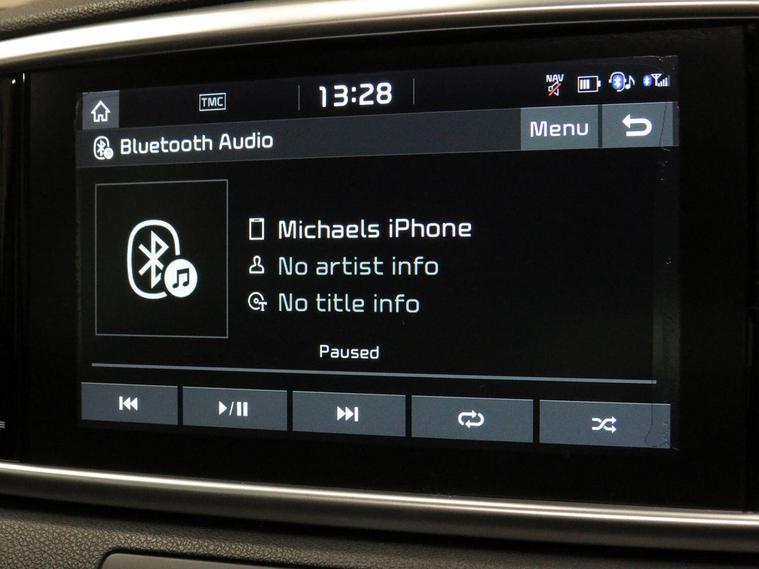 TMC
13:28
NAV
Bluetooth Audio
Menu
Michaels iPhone
No artist info
No title info
Paused